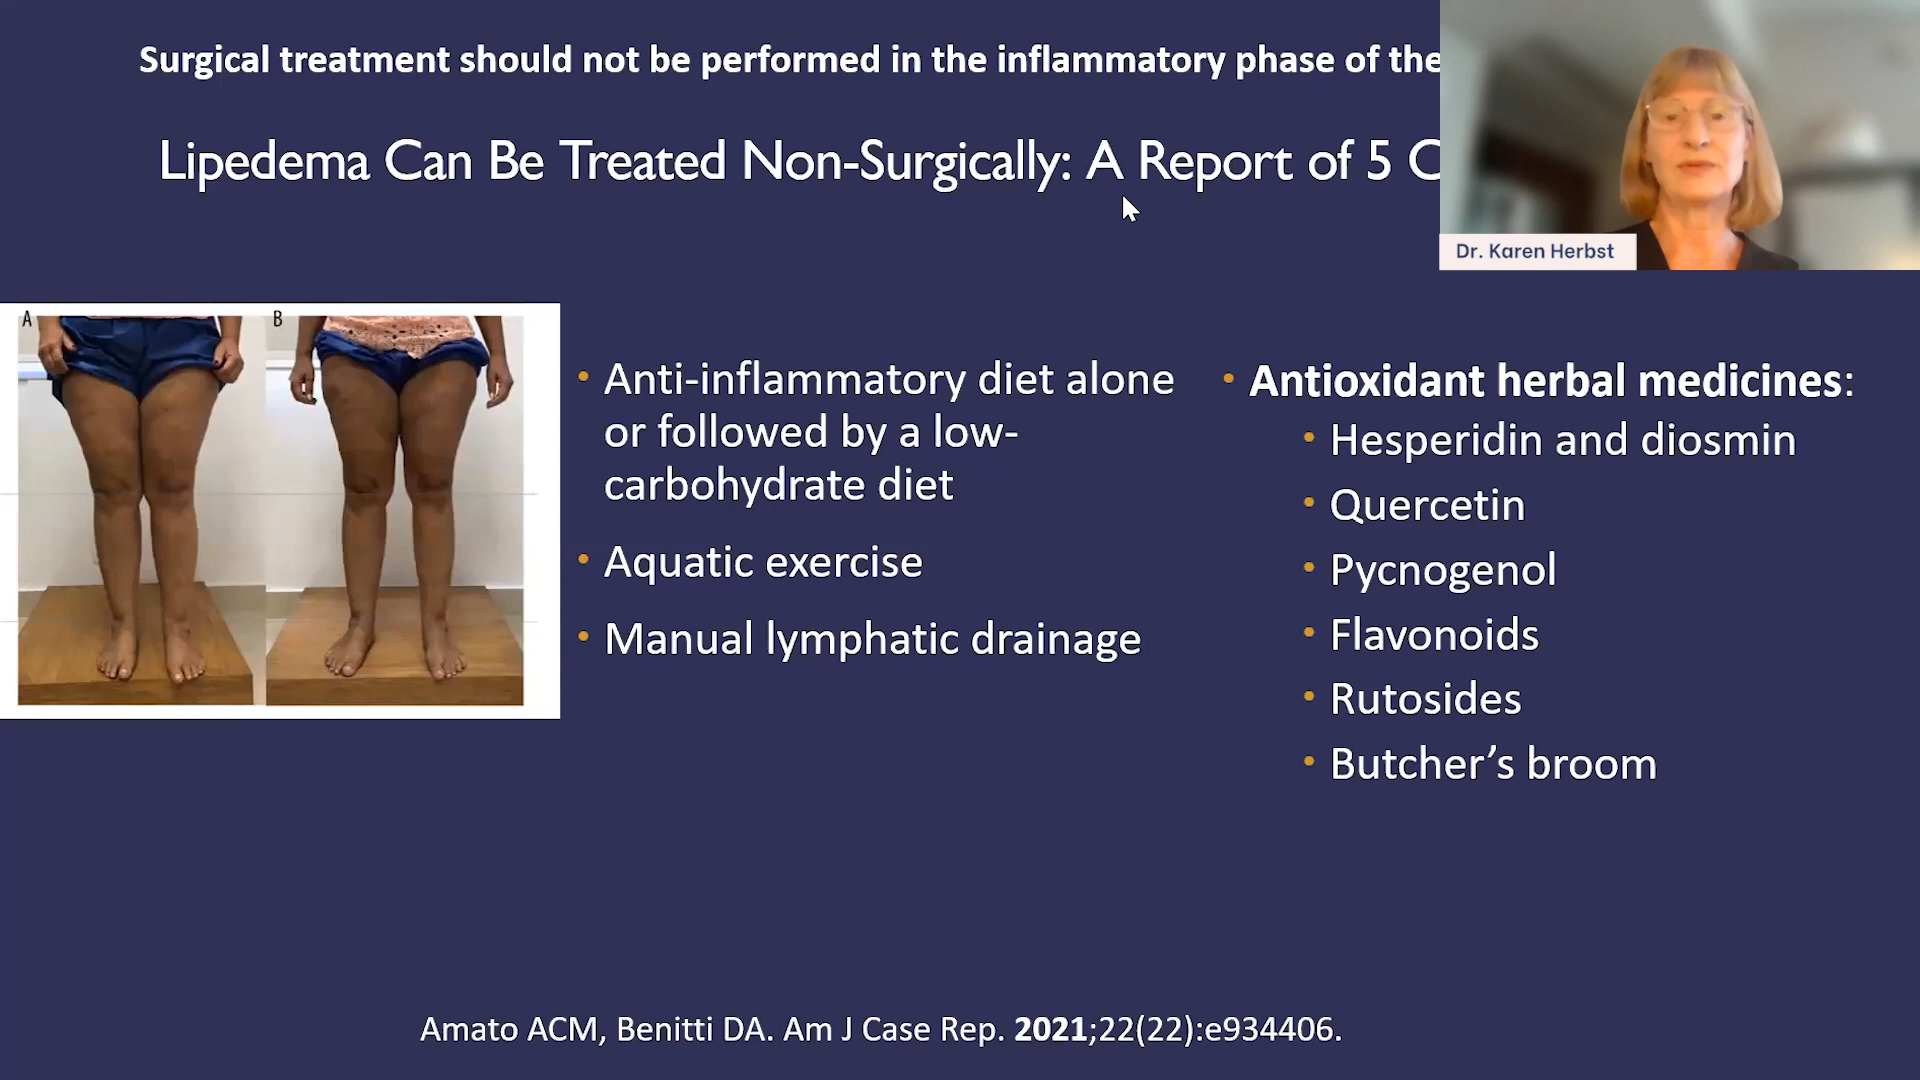 Surgical treatment should not be performed in the inflammatory phase of the
Lipedema Can Be Treated Non-Surgically: A Report of 5 C
Dr. Karen Herbst
A
B
• Anti-inflammatory diet alone
or followed by a low-
carbohydrate diet
• Aquatic exercise
• Manual lymphatic drainage
• Antioxidant herbal medicines:
• Hesperidin and diosmin
• Quercetin
• Pycnogenol
• Flavonoids
• Rutosides
• Butcher’s broom
Amato ACM, Benitti DA. Am J Case Rep. 2021;22(22):e934406.